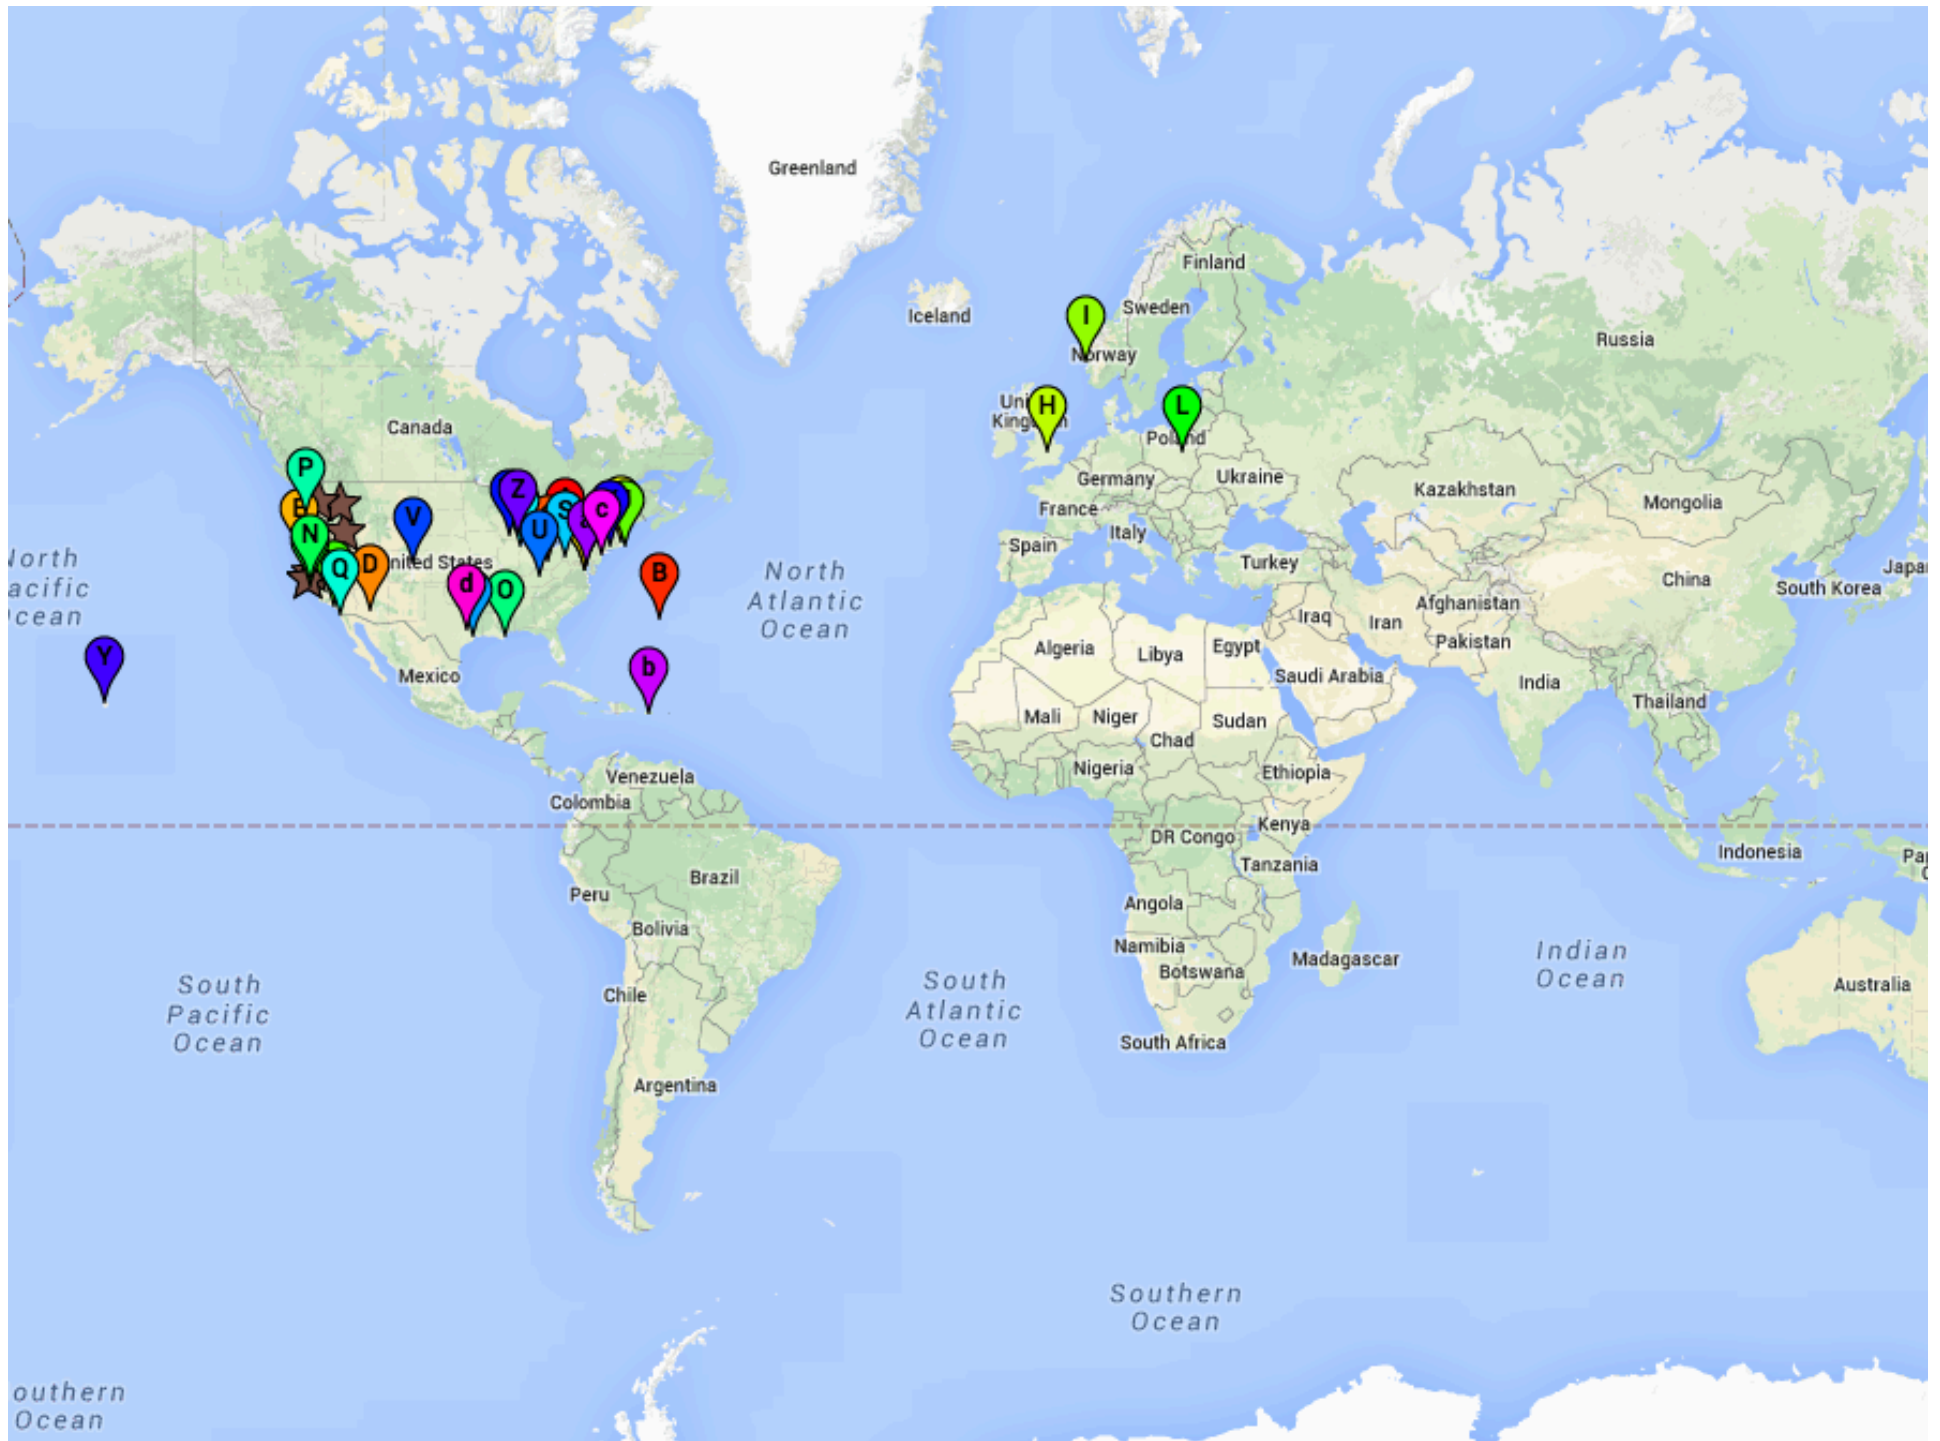 Greenland
Finland
Sweden
Iceland
Russia
I
Norway
H
L
Canada
Poland
Germany
Ukraine
Kazakhstan
Mongolia
France
Italy
Spain
Turkey
China
South Korea
P
Z
V
S
c
N
U
Q
D
d
O
B
Y
b
North
Atlantic
Ocean
Afghanistan
Iraq
Iran
Pakistan
Algeria
Libya
Egypt
Saudi Arabia
India
Thailand
Mexico
Mali
Niger
Sudan
Chad
Nigeria
Ethiopia
Venezuela
Colombia
DR Congo
Kenya
Indonesia
Tanzania
Brazil
Peru
Angola
Bolivia
Namibia
Botswana
Madagascar
Indian
Ocean
Australia
South
Pacific
Ocean
South
Atlantic
Ocean
Chile
South Africa
Argentina
Southern
Ocean
outhern
Ocean